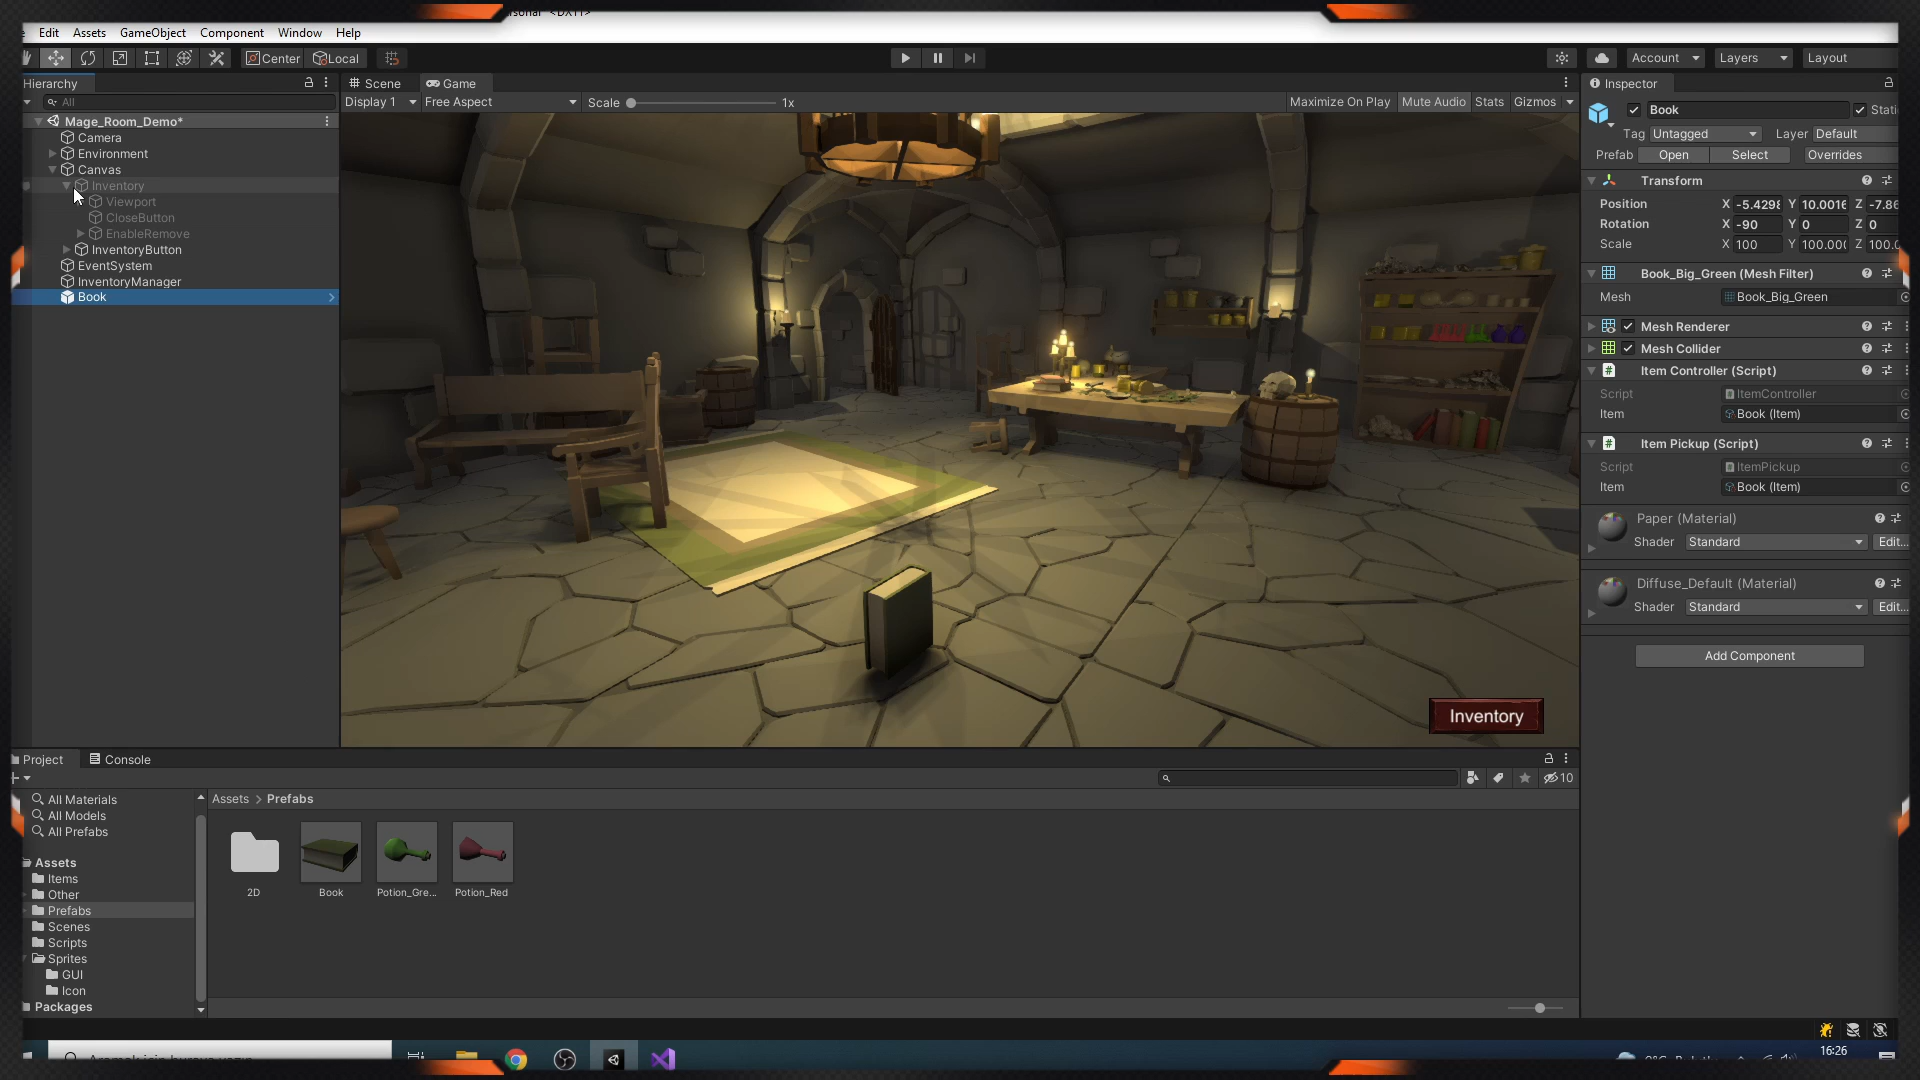 Edit Assets GameObject Component Window Help
Center Local
Account Layers Layout
Hierarchy
All
Mage_Room_Demo*
Camera
Environment
Canvas
Inventory
Viewport
CloseButton
EnableRemove
InventoryButton
EventSystem
InventoryManager
Book
Scene Game
Display 1 Free Aspect Scale 1x Maximize On Play Mute Audio Stats Gizmos
Inventory
Inspector
Book
Tag Untagged Layer Default
Prefab Open Select Overrides
Transform
Position X -5.4298 Y 10.0016 Z -7.86
Rotation X -90 Y 0 Z 0
Scale X 100 Y 100.00( Z 100.0
Book_Big_Green (Mesh Filter)
Mesh Book_Big_Green
Mesh Renderer
Mesh Collider
Item Controller (Script)
Script ItemController
Item Book (Item)
Item Pickup (Script)
Script ItemPickup
Item Book (Item)
Paper (Material)
Shader Standard Edit...
Diffuse_Default (Material)
Shader Standard Edit...
Add Component
Project Console
10
All Materials
All Models
All Prefabs
Assets
Items
Other
Prefabs
Scenes
Scripts
Sprites
GUI
Icon
Packages
Assets > Prefabs
2D
Book
Potion_Gre...
Potion_Red
16:26